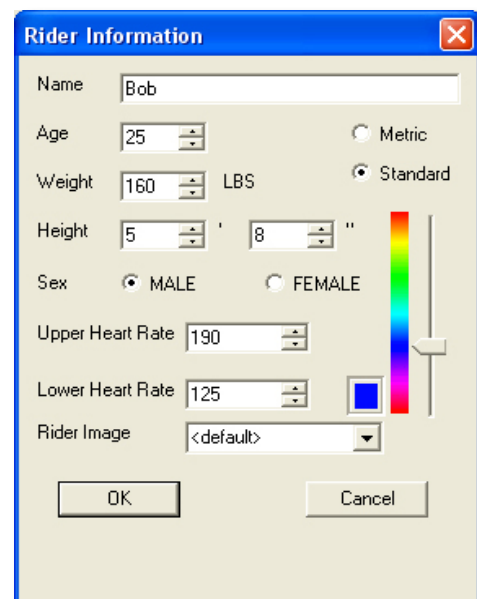 Rider Information
Name Bob
Age 25 Metric
Weight 160 LBS Standard
Height 5 ' 8 "
Sex MALE FEMALE
Upper Heart Rate 190
Lower Heart Rate 125
Rider Image <default>
OK Cancel